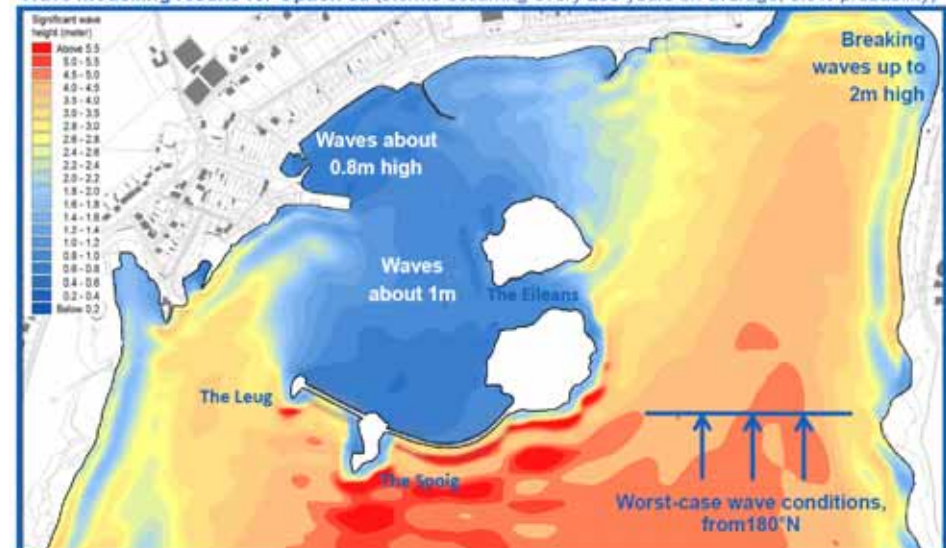 Significant wave
height (meter)
Above 5.5
5.0 - 5.5
4.5 - 5.0
4.0 - 4.5
3.5 - 4.0
3.0 - 3.5
2.8 - 3.0
2.6 - 2.8
2.4 - 2.6
2.2 - 2.4
2.0 - 2.2
1.8 - 2.0
1.6 - 1.8
1.4 - 1.6
1.2 - 1.4
1.0 - 1.2
0.8 - 1.0
0.6 - 0.8
0.4 - 0.6
0.2 - 0.4
Below 0.2
Breaking
waves up to
2m high
Waves about
0.8m high
Waves
about 1m
The Eileans
The Leug
The Spoig
Worst-case wave conditions,
from180°N